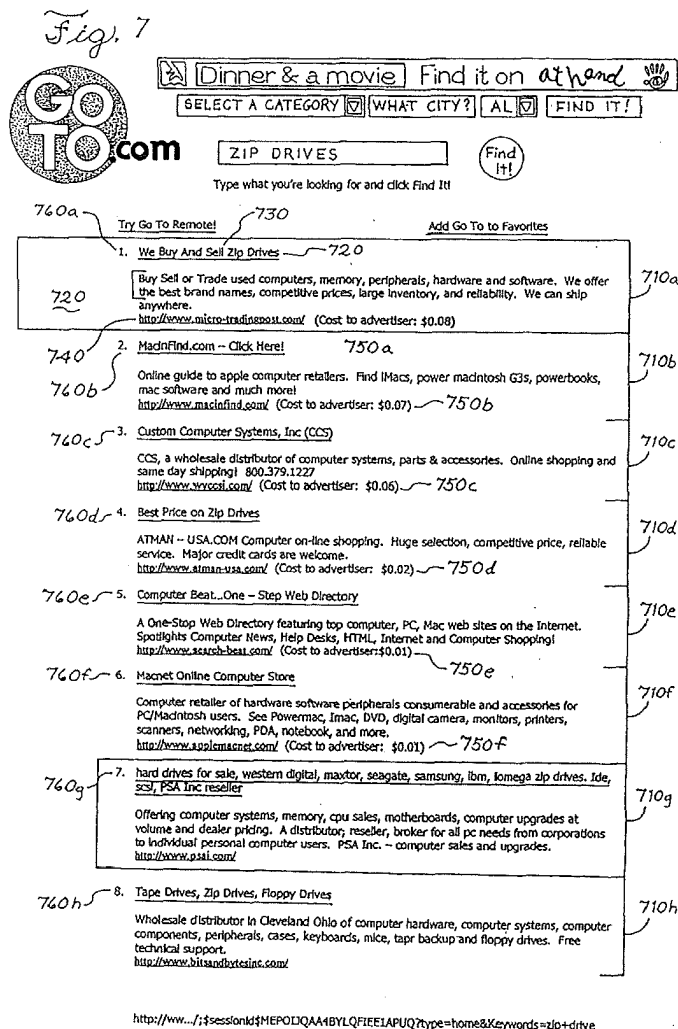 Fig. 7
Dinner & a movie Find it on at hand
SELECT A CATEGORY WHAT CITY? AL FIND IT!
GO TO.com
ZIP DRIVES Find It!
Type what you're looking for and click Find It!
760a 730
Try Go To Remote! Add Go To to Favorites
1. We Buy And Sell Zip Drives 720
Buy Sell or Trade used computers, memory, peripherals, hardware and software. We offer 710a
720 the best brand names, competitive prices, large inventory, and reliability. We can ship
anywhere.
http://www.micro-tradingpost.com/ (Cost to advertiser: $0.08)
740 2. MacinFind.com -- Click Here! 750a
760b Online guide to apple computer retailers. Find iMacs, power macintosh G3s, powerbooks, 710b
mac software and much more!
http://www.macinfind.com/ (Cost to advertiser: $0.07) 750b
760c 3. Custom Computer Systems, Inc (CCS)
CCS, a wholesale distributor of computer systems, parts & accessories. Online shopping and 710c
same day shipping! 800.379.1227
http://www.wvccsi.com/ (Cost to advertiser: $0.06) 750c
760d 4. Best Price on Zip Drives
ATMAN -- USA.COM Computer on-line shopping. Huge selection, competitive price, reliable 710d
service. Major credit cards are welcome.
http://www.atman-usa.com/ (Cost to advertiser: $0.02) 750d
760e 5. Computer Beat...One - Step Web Directory
A One-Stop Web Directory featuring top computer, PC, Mac web sites on the Internet. 710e
Spotlights Computer News, Help Desks, HTML, Internet and Computer Shopping!
http://www.search-beat.com/ (Cost to advertiser:$0.01) 750e
760f 6. Macnet Online Computer Store
Computer retailer of hardware software peripherals consumerable and accessories for 710f
PC/Macintosh users. See Powermac, Imac, DVD, digital camera, monitors, printers,
scanners, networking, PDA, notebook, and more.
http://www.applemacnet.com/ (Cost to advertiser: $0.01) 750f
760g 7. hard drives for sale, western digital, maxtor, seagate, samsung, ibm, Iomega zip drives. Ide,
scsi, PSA Inc reseller 710g
Offering computer systems, memory, cpu sales, motherboards, computer upgrades at
volume and dealer pricing. A distributor, reseller, broker for all pc needs from corporations
to individual personal computer users. PSA Inc. -- computer sales and upgrades.
http://www.psai.com/
760h 8. Tape Drives, Zip Drives, Floppy Drives 710h
Wholesale distributor in Cleveland Ohio of computer hardware, computer systems, computer
components, peripherals, cases, keyboards, mice, tapr backup and floppy drives. Free
technical support.
http://www.bitsandbytesinc.com/
http://ww.../;$sessionid$MEPOIJQAA4BYLQFIEE1APUQ?type=home&Keywords=zip+drive